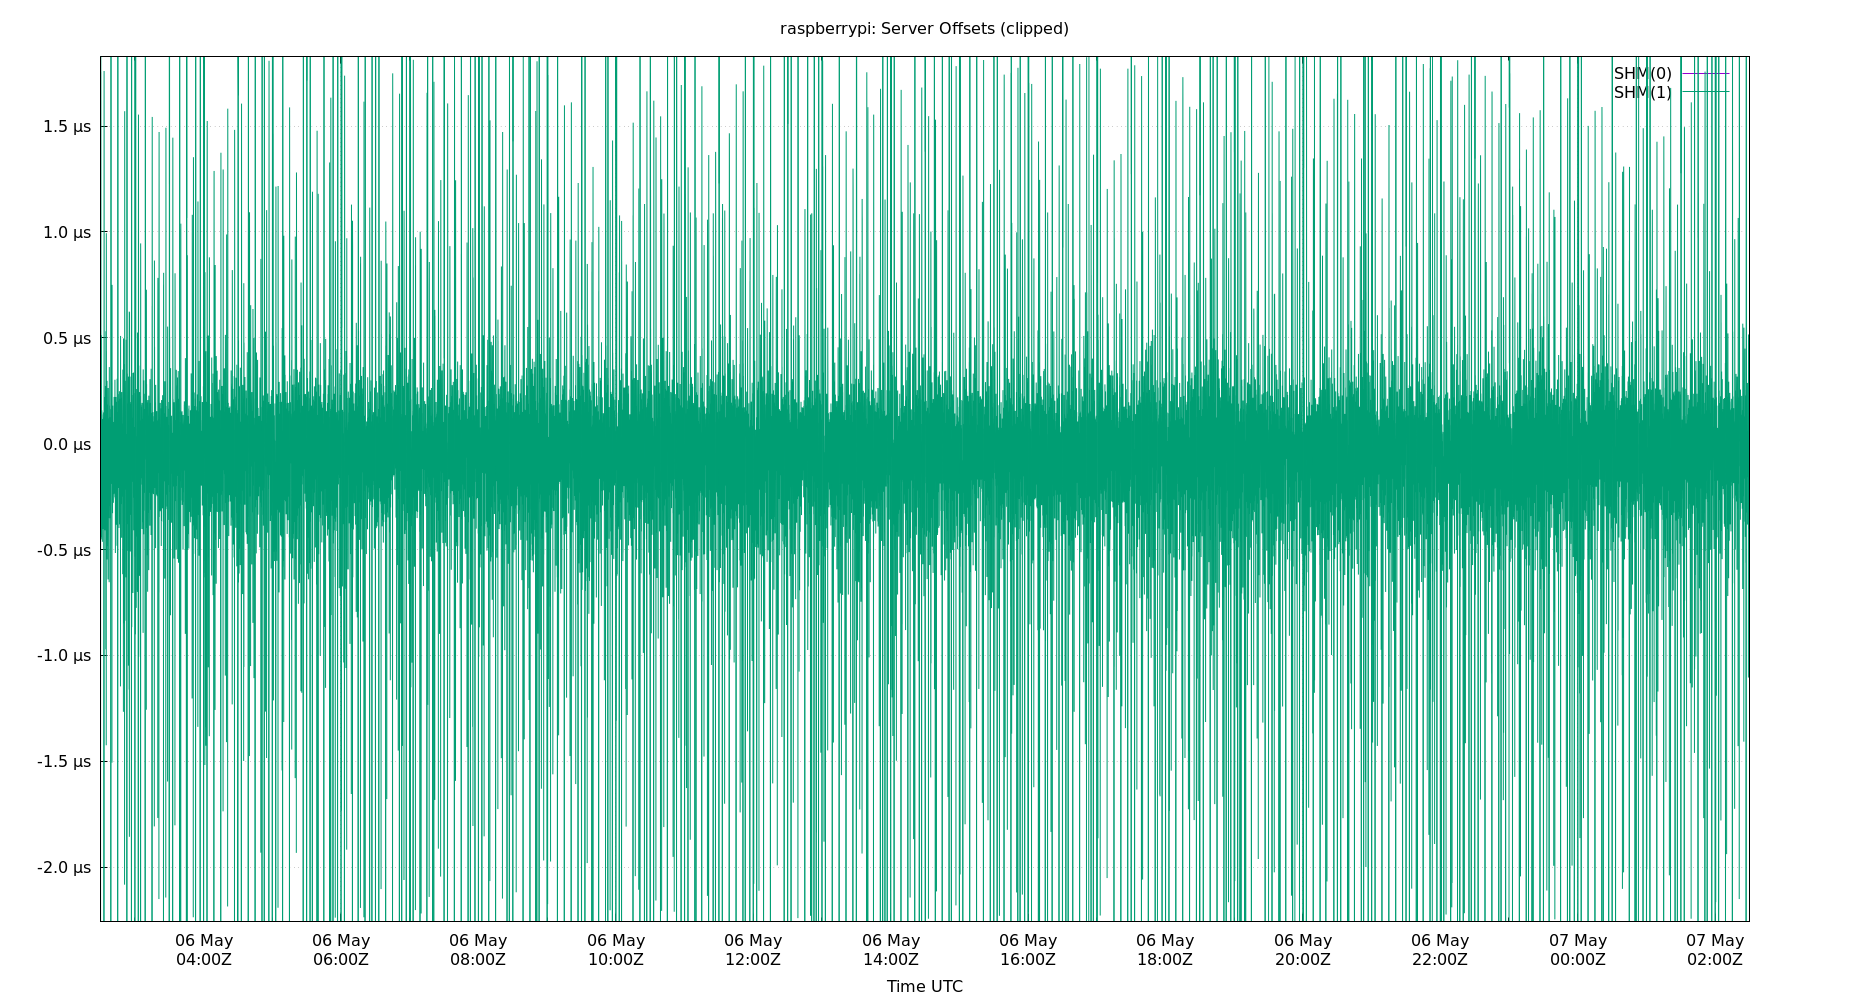 raspberrypi: Server Offsets (clipped)
SHM(0)
SHM(1)
1.5 µs
1.0 µs
0.5 µs
0.0 µs
-0.5 µs
-1.0 µs
-1.5 µs
-2.0 µs
06 May 06 May 06 May 06 May 06 May 06 May 06 May 06 May 06 May 06 May 07 May 07 May
04:00Z 06:00Z 08:00Z 10:00Z 12:00Z 14:00Z 16:00Z 18:00Z 20:00Z 22:00Z 00:00Z 02:00Z
Time UTC